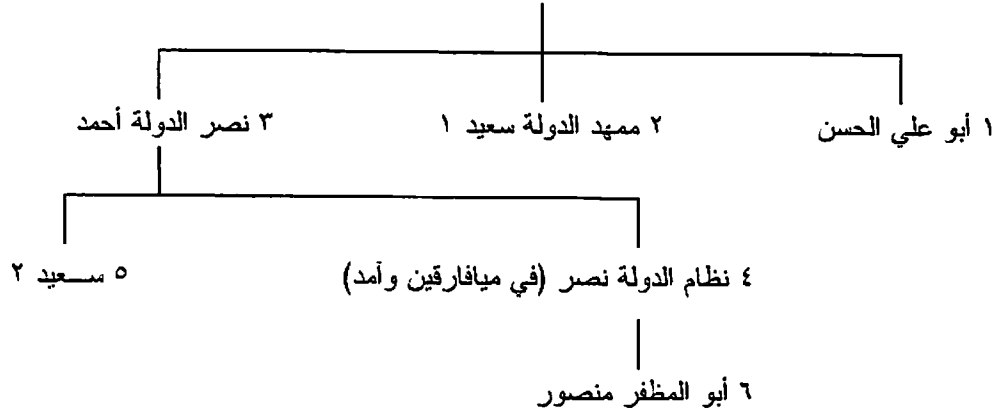 ١ أبو علي الحسن
٢ ممهد الدولة سعيد ١
٣ نصر الدولة أحمد
٤ نظام الدولة نصر (في ميافارقين وآمد)
٥ سعيد ٢
٦ أبو المظفر منصور